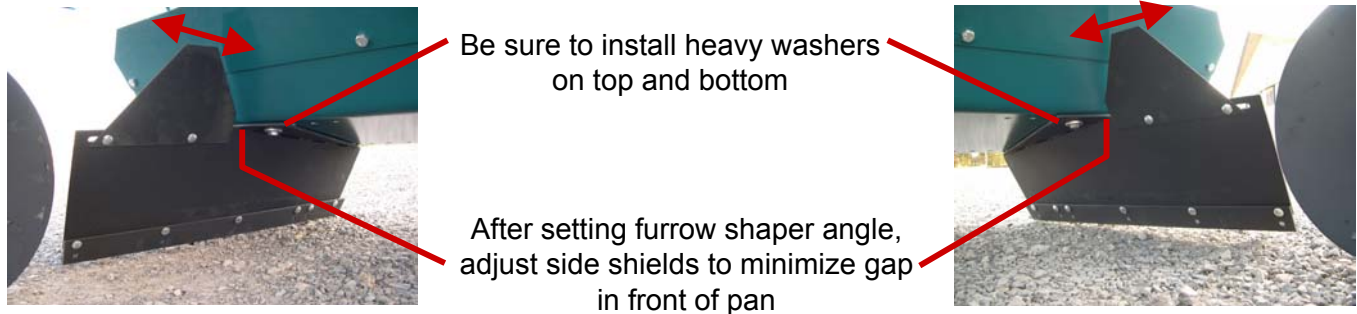 Be sure to install heavy washers
on top and bottom
After setting furrow shaper angle,
adjust side shields to minimize gap
in front of pan